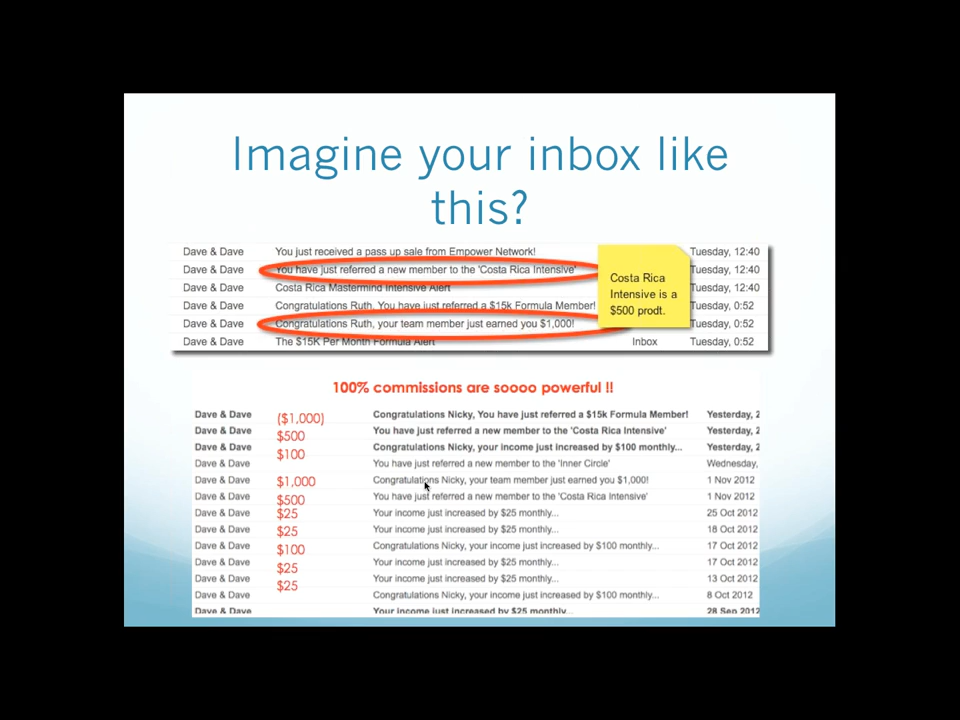 Imagine your inbox like
this?
Dave & Dave You just received a pass up sale from Empower Network! Tuesday, 12:40
Dave & Dave You have just referred a new member to the 'Costa Rica Intensive' Tuesday, 12:40
Dave & Dave Costa Rica Mastermind Intensive Alert Tuesday, 12:40
Dave & Dave Congratulations Ruth, You have just referred a $15k Formula Member! Tuesday, 0:52
Dave & Dave Congratulations Ruth, your team member just earned you $1,000! Tuesday, 0:52
Dave & Dave The $15K Per Month Formula Alert Inbox Tuesday, 0:52
Costa Rica
Intensive is a
$500 prodt.
100% commissions are soooo powerful !!
Dave & Dave ($1,000) Congratulations Nicky, You have just referred a $15k Formula Member! Yesterday, 2
Dave & Dave $500 You have just referred a new member to the 'Costa Rica Intensive' Yesterday, 2
Dave & Dave $100 Congratulations Nicky, your income just increased by $100 monthly... Yesterday, 2
Dave & Dave You have just referred a new member to the 'Inner Circle' Wednesday,
Dave & Dave $1,000 Congratulations Nicky, your team member just earned you $1,000! 1 Nov 2012
Dave & Dave $500 You have just referred a new member to the 'Costa Rica Intensive' 1 Nov 2012
Dave & Dave $25 Your income just increased by $25 monthly... 25 Oct 2012
Dave & Dave $25 Your income just increased by $25 monthly... 18 Oct 2012
Dave & Dave $100 Congratulations Nicky, your income just increased by $100 monthly... 17 Oct 2012
Dave & Dave $25 Your income just increased by $25 monthly... 17 Oct 2012
Dave & Dave $25 Your income just increased by $25 monthly... 13 Oct 2012
Dave & Dave Congratulations Nicky, your income just increased by $100 monthly... 8 Oct 2012
Dave & Dave Your income just increased by $25 monthly... 28 Sep 2012